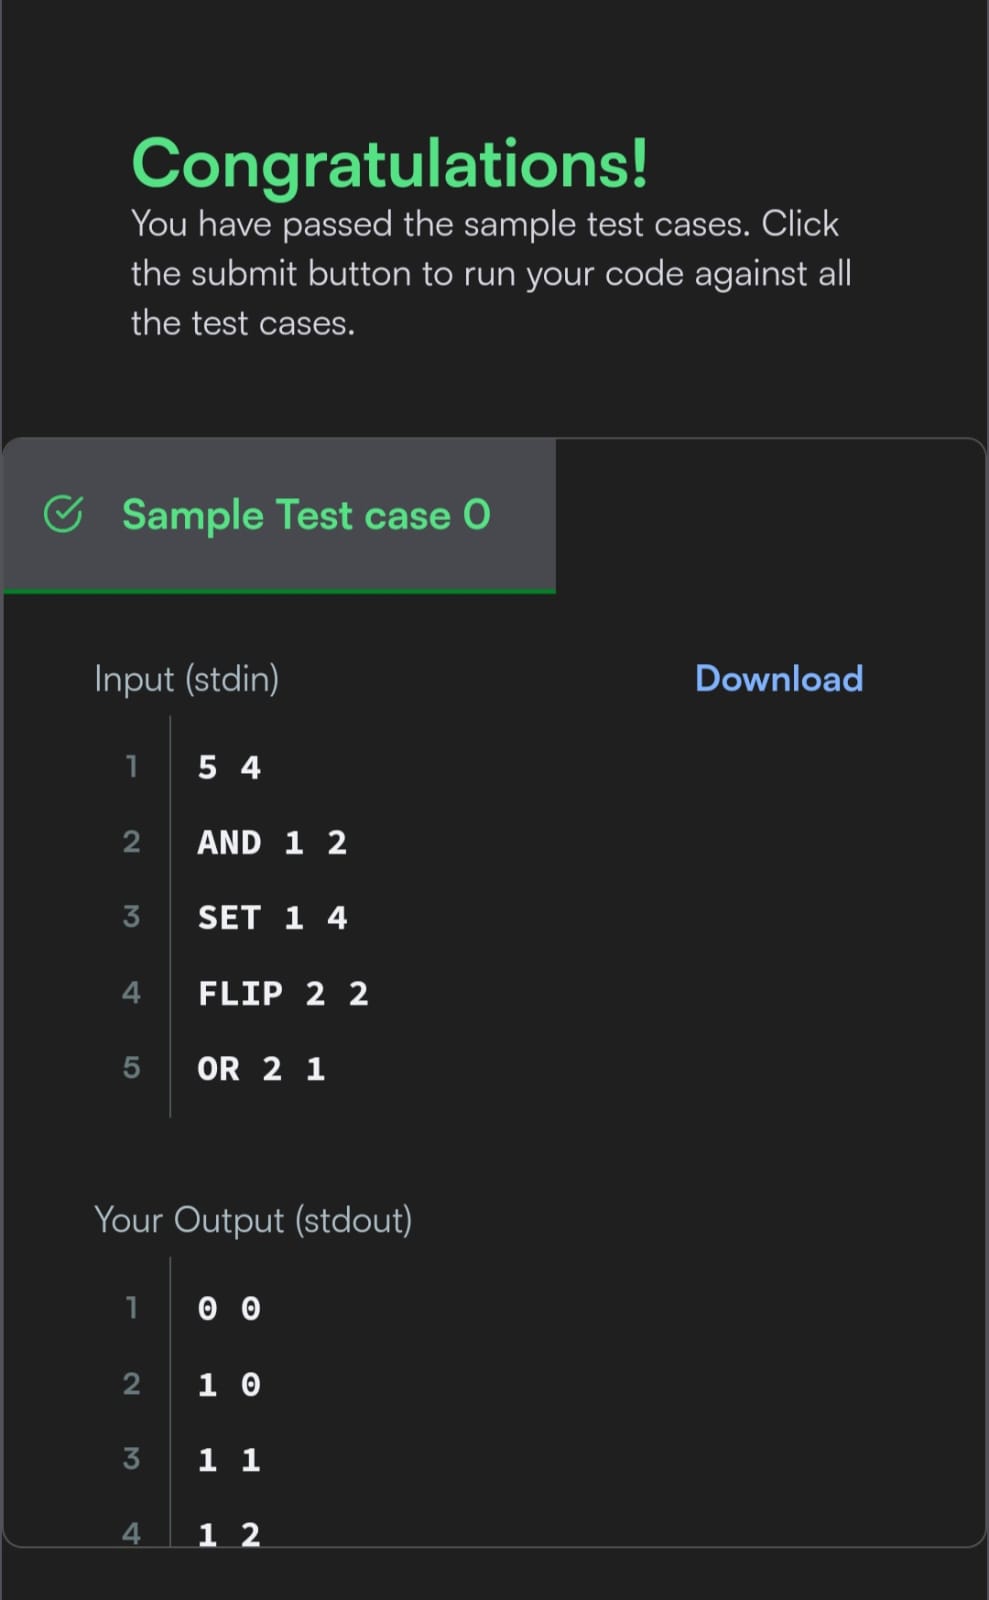 Congratulations!
You have passed the sample test cases. Click
the submit button to run your code against all
the test cases.
Sample Test case 0
Input (stdin)
Download
1 5 4
2 AND 1 2
3 SET 1 4
4 FLIP 2 2
5 OR 2 1
Your Output (stdout)
1 0 0
2 1 0
3 1 1
4 1 2